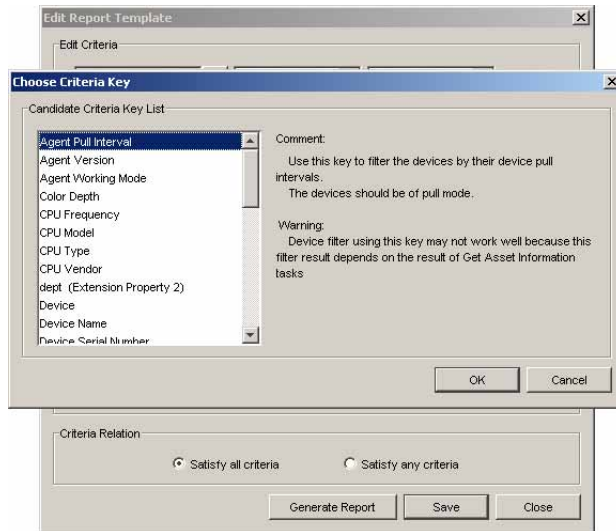 Edit Report Template
Edit Criteria
Choose Criteria Key
Candidate Criteria Key List
Agent Pull Interval
Agent Version
Agent Working Mode
Color Depth
CPU Frequency
CPU Model
CPU Type
CPU Vendor
dept (Extension Property 2)
Device
Device Name
Device Serial Number
Comment:
Use this key to filter the devices by their device pull
intervals.
The devices should be of pull mode.
Warning:
Device filter using this key may not work well because this
filter result depends on the result of Get Asset Information
tasks
OK
Cancel
Criteria Relation
Satisfy all criteria
Satisfy any criteria
Generate Report
Save
Close